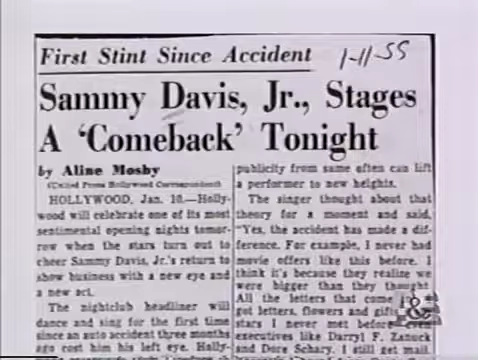 First Stint Since Accident
1-11-55
Sammy Davis, Jr., Stages
A 'Comeback' Tonight
by Aline Mosby
(United Press Hollywood Correspondent)
HOLLYWOOD, Jan. 10.—Holly-
wood will celebrate one of its most
sentimental opening nights tomor-
row when the stars turn out to
cheer Sammy Davis, Jr.'s return to
show business with a new eye and
a new act.
The nightclub headliner will
dance and sing for the first time
since an auto accident three months
ago cost him his left eye. Holly-
publicity from same often can lift
a performer to new heights.
The singer thought about that
theory for a moment and said,
"Yes, the accident has made a dif-
ference. For example, I never had
movie offers like this before. I
think it's because they realize we
were bigger than they thought.
All the letters that come I
got letters, flowers and gifts
stars I never met before even
executives like Darryl F. Zanuck
and Dore Schary. I still get mail
A&E